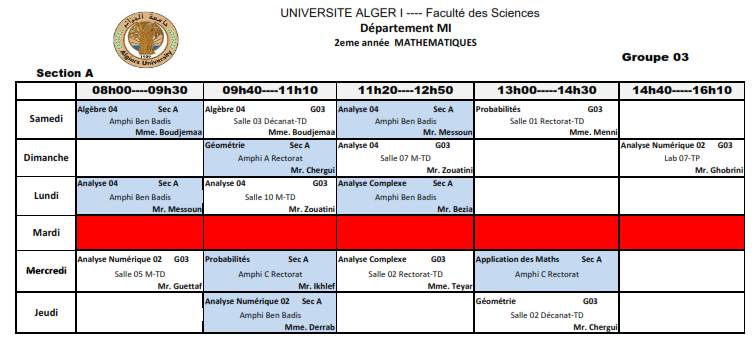 UNIVERSITE ALGER I ---- Faculté des Sciences
Département MI
2eme année MATHEMATIQUES
Groupe 03
Section A
جامعة الجزائر
1909
Algiers University
08h00----09h30 09h40----11h10 11h20--12h50 13h00-----14h30 14h40-----16h10
Samedi
Algèbre 04 Sec A
Amphi Ben Badis
Mme. Boudjemaa
Algèbre 04 G03
Salle 03 Décanat-TD
Mme. Boudjemaa
Analyse 04 Sec A
Amphi Ben Badis
Mr. Messoun
Probabilités G03
Salle 01 Rectorat-TD
Mme. Menni
Dimanche
Géométrie Sec A
Amphi A Rectorat
Mr. Chergui
Analyse 04 G03
Salle 07 M-TD
Mr. Zouatini
Analyse Numérique 02 G03
Lab 07-TP
Mr. Ghobrini
Lundi
Analyse 04 Sec A
Amphi Ben Badis
Mr. Messoun
Analyse 04 G03
Salle 10 M-TD
Mr. Zouatini
Analyse Complexe Sec A
Amphi Ben Badis
Mr. Bezia
Mardi
Mercredi
Analyse Numérique 02 G03
Salle 05 M-TD
Mr. Guettaf
Probabilités Sec A
Amphi C Rectorat
Mr. Ikhlef
Analyse Complexe G03
Salle 02 Rectorat-TD
Mme. Teyar
Application des Maths Sec A
Amphi C Rectorat
Jeudi
Analyse Numérique 02 Sec A
Amphi Ben Badis
Mme. Derrab
Géométrie G03
Salle 02 Décanat-TD
Mr. Chergui